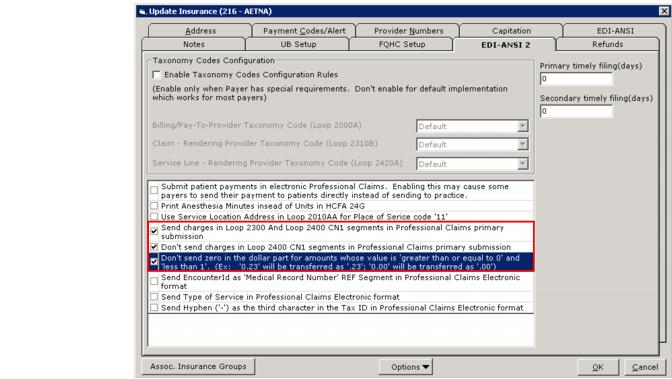 Update Insurance (216 - AETNA)
Address Payment Codes/Alert Provider Numbers Capitation EDI-ANSI
Notes UB Setup FQHC Setup EDI-ANSI 2 Refunds
Taxonomy Codes Configuration
Enable Taxonomy Codes Configuration Rules
(Enable only when Payer has special requirements. Don't enable for default implementation
which works for most payers)
Billing/Pay-To-Provider Taxonomy Code (Loop 2000A) Default
Claim - Rendering Provider Taxonomy Code (Loop 2310B) Default
Service Line - Rendering Provider Taxonomy Code (Loop 2420A) Default
Primary timely filing(days)
0
Secondary timely filing(days)
0
Submit patient payments in electronic Professional Claims. Enabling this may cause some
payers to send their payment to patients directly instead of sending to practice.
Print Anesthesia Minutes insead of Units in HCFA 24G
Use Service Location Address in Loop 2010AA for Place of Serice code '11'
Send charges in Loop 2300 And Loop 2400 CN1 segments in Professional Claims primary
submission
Don't send charges in Loop 2400 CN1 segments in Professional Claims primary submission
Don't send zero in the dollar part for amounts whose value is 'greater than or equal to 0' and
'less than 1'. (Ex: '0.23' will be transferred as '.23'; '0.00' will be transferred as '.00')
Send EncounterId as 'Medical Record Number' REF Segment in Professional Claims Electronic
format
Send Type of Service in Professional Claims Electronic format
Send Hyphen ('-') as the third character in the Tax ID in Professional Claims Electronic format
Assoc. Insurance Groups Options OK Cancel